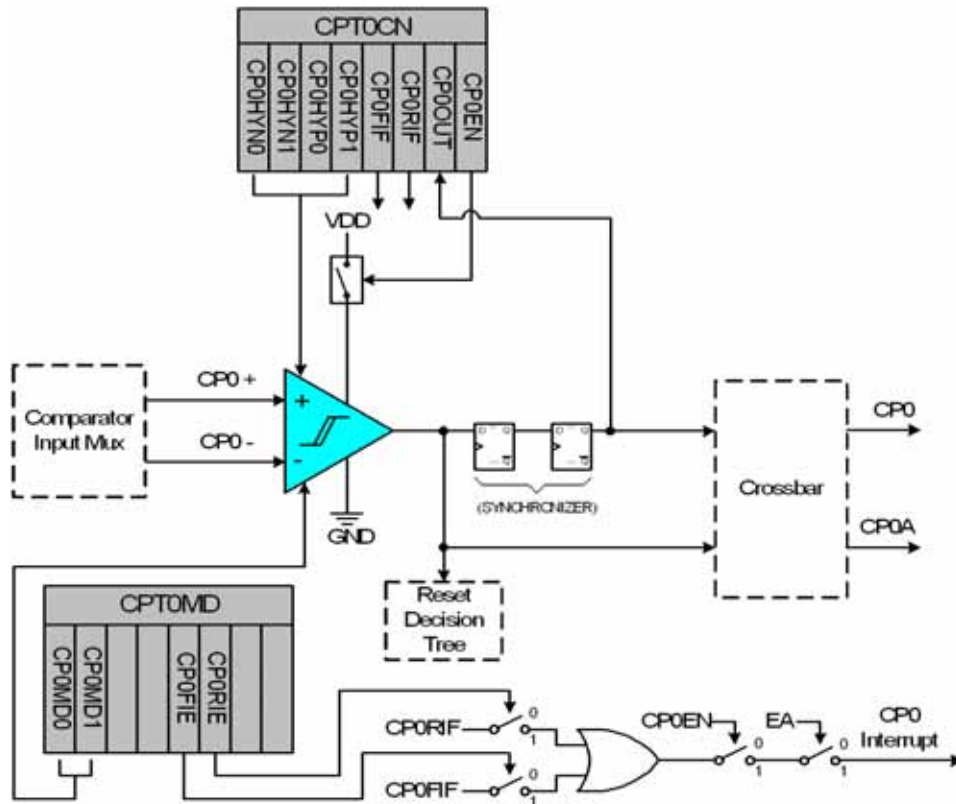 CPT0CN
CP0HYN0
CP0HYN1
CP0HYP0
CP0HYP1
CP0FIF
CP0RIF
CP0OUT
CP0EN
VDD
CP0 +
CP0 -
Comparator
Input Mux
+
-
GND
(SYNCHRONIZER)
Crossbar
CP0
CP0A
Reset
Decision
Tree
CPT0MD
CP0MD0
CP0MD1
CP0FIE
CP0RIE
CP0RIF
0
1
CP0FIF
0
1
CP0EN
0
1
EA
0
1
CP0
Interrupt